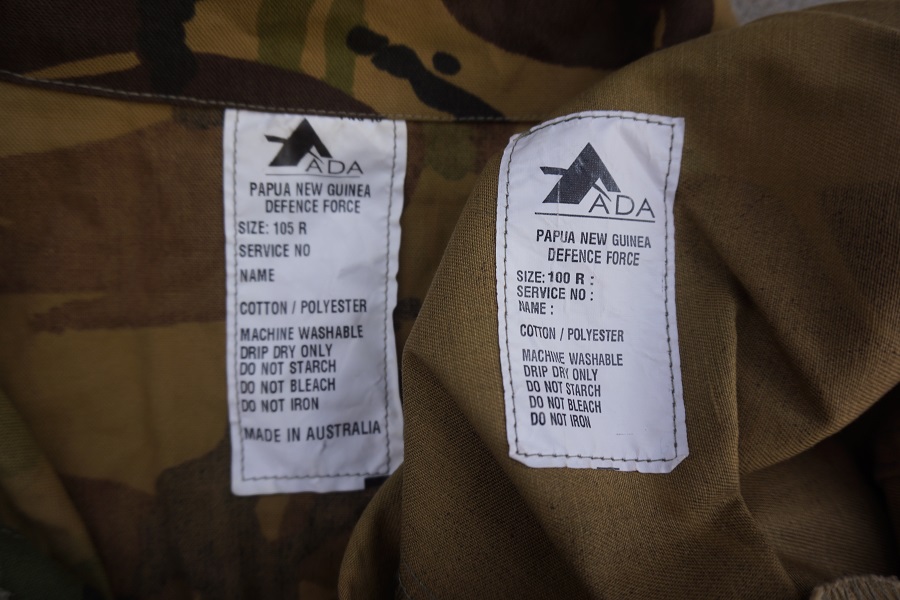 ADA
PAPUA NEW GUINEA
DEFENCE FORCE
SIZE: 105 R
SERVICE NO
NAME
COTTON / POLYESTER
MACHINE WASHABLE
DRIP DRY ONLY
DO NOT STARCH
DO NOT BLEACH
DO NOT IRON
MADE IN AUSTRALIA
ADA
PAPUA NEW GUINEA
DEFENCE FORCE
SIZE: 100 R :
SERVICE NO :
NAME :
COTTON / POLYESTER
MACHINE WASHABLE
DRIP DRY ONLY
DO NOT STARCH
DO NOT BLEACH
DO NOT IRON